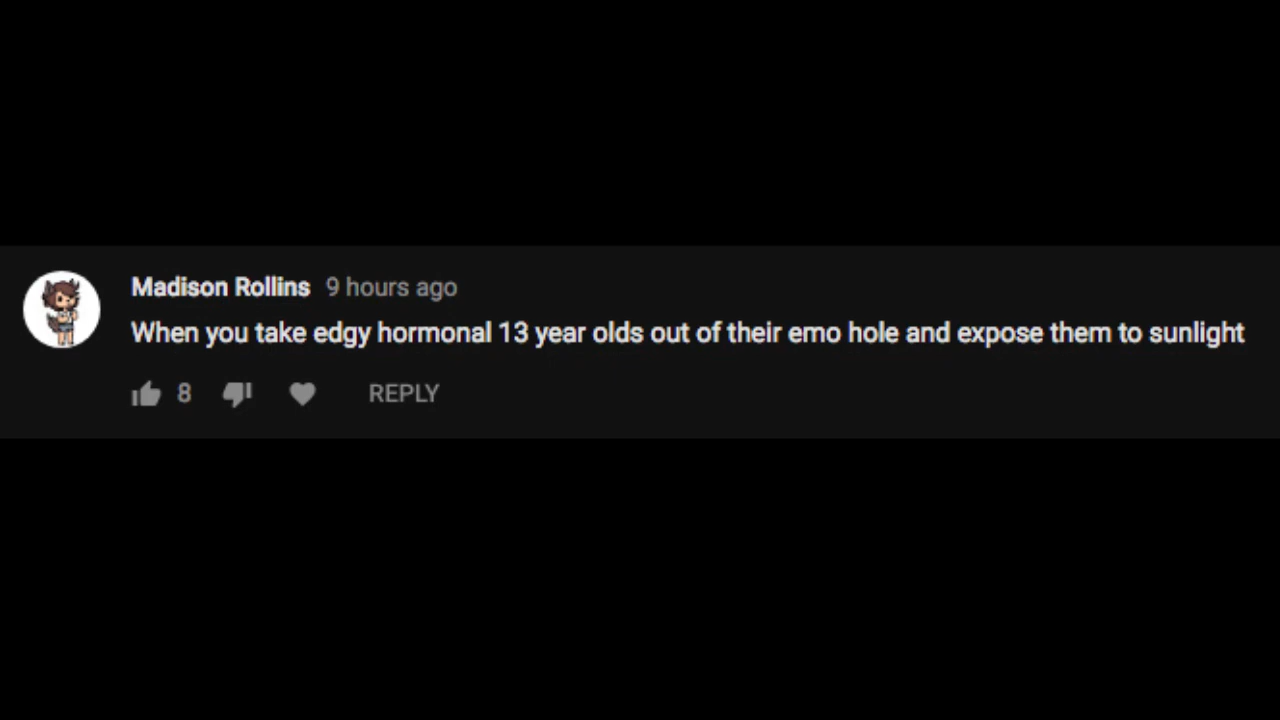 Madison Rollins 9 hours ago
When you take edgy hormonal 13 year olds out of their emo hole and expose them to sunlight
8 REPLY